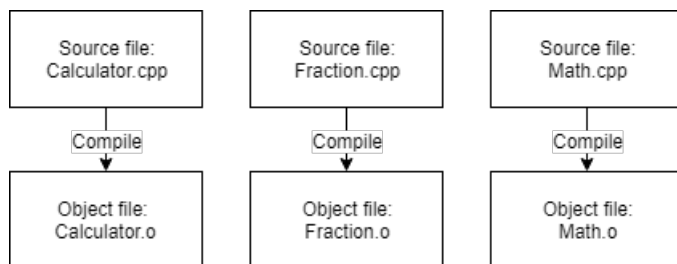 Source file:
Calculator.cpp
Source file:
Fraction.cpp
Source file:
Math.cpp
Compile
Compile
Compile
Object file:
Calculator.o
Object file:
Fraction.o
Object file:
Math.o